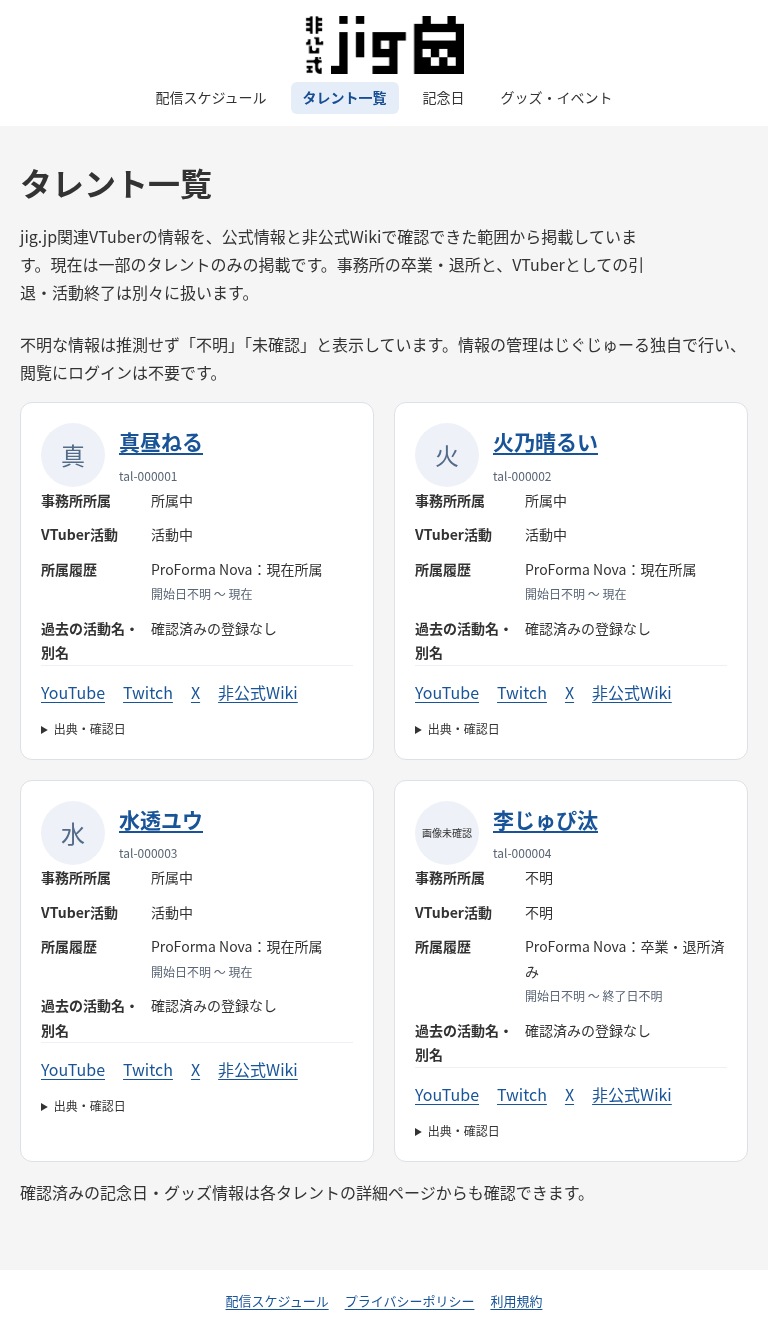 非公式 jig
配信スケジュール タレント一覧 記念日 グッズ・イベント
タレント一覧
jig.jp関連VTuberの情報を、公式情報と非公式Wikiで確認できた範囲から掲載していま
す。現在は一部のタレントのみの掲載です。事務所の卒業・退所と、VTuberとしての引
退・活動終了は別々に扱います。
不明な情報は推測せず「不明」「未確認」と表示しています。情報の管理はじぐじゅーる独自で行い、
閲覧にログインは不要です。
真
真昼ねる
tal-000001
事務所所属 所属中
VTuber活動 活動中
所属履歴 ProForma Nova：現在所属
開始日不明 〜 現在
過去の活動名・ 確認済みの登録なし
別名
YouTube Twitch X 非公式Wiki
▶ 出典・確認日
火
火乃晴るい
tal-000002
事務所所属 所属中
VTuber活動 活動中
所属履歴 ProForma Nova：現在所属
開始日不明 〜 現在
過去の活動名・ 確認済みの登録なし
別名
YouTube Twitch X 非公式Wiki
▶ 出典・確認日
水
水透ユウ
tal-000003
事務所所属 所属中
VTuber活動 活動中
所属履歴 ProForma Nova：現在所属
開始日不明 〜 現在
過去の活動名・ 確認済みの登録なし
別名
YouTube Twitch X 非公式Wiki
▶ 出典・確認日
画像未確認
李じゅぴ汰
tal-000004
事務所所属 不明
VTuber活動 不明
所属履歴 ProForma Nova：卒業・退所済
み
開始日不明 〜 終了日不明
過去の活動名・ 確認済みの登録なし
別名
YouTube Twitch X 非公式Wiki
▶ 出典・確認日
確認済みの記念日・グッズ情報は各タレントの詳細ページからも確認できます。
配信スケジュール プライバシーポリシー 利用規約